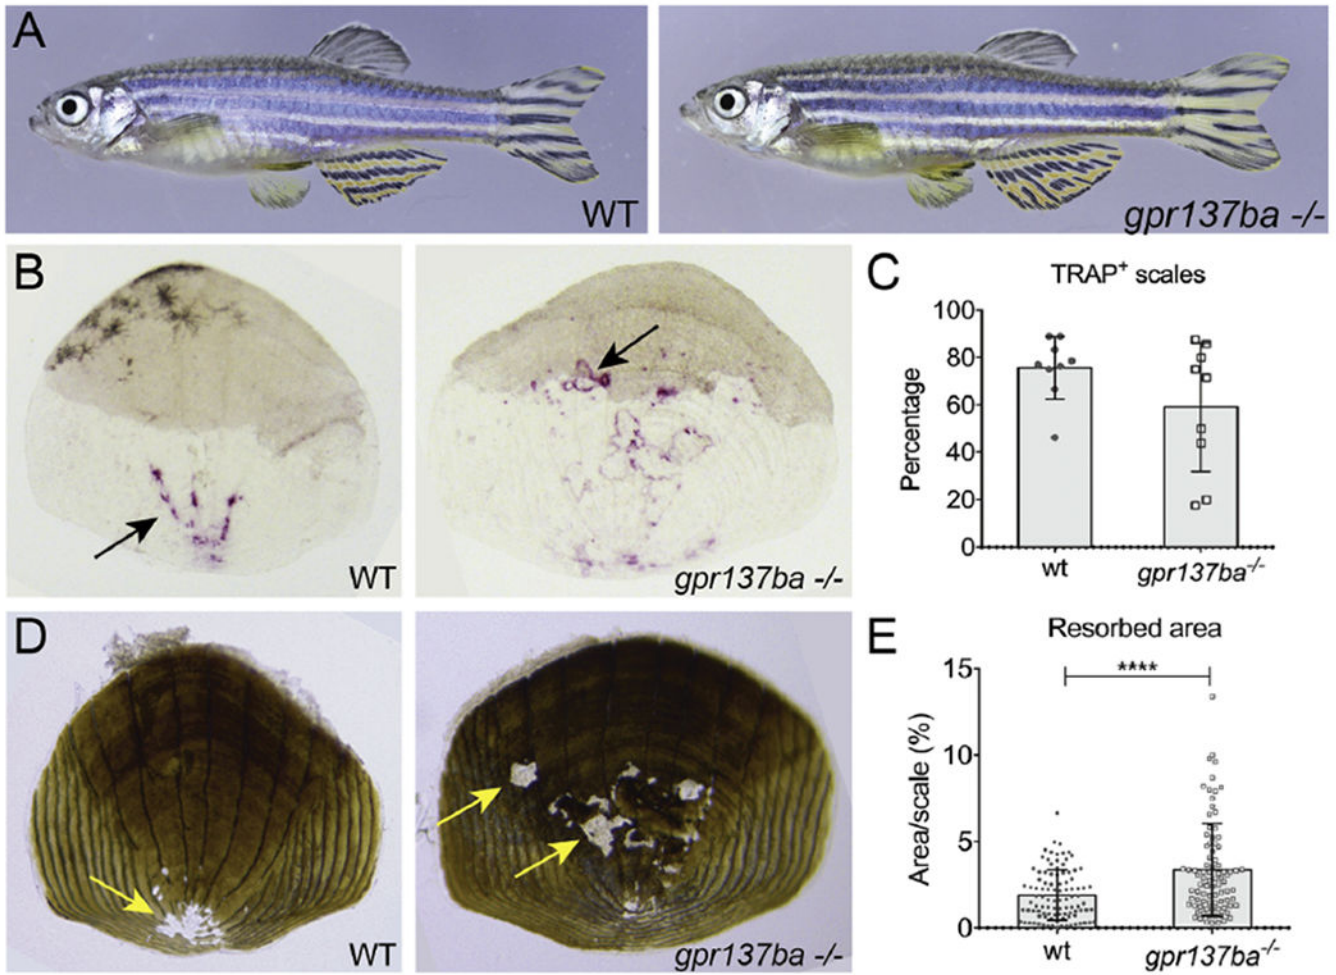 A
WT
gpr137ba -/-
B
WT
gpr137ba -/-
C
TRAP+ scales
Percentage
100
80
60
40
20
0
wt
gpr137ba-/-
D
WT
gpr137ba -/-
E
Resorbed area
****
Area/scale (%)
15
10
5
0
wt
gpr137ba-/-